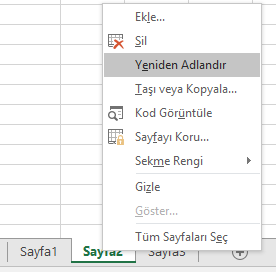 Ekle...
Sil
Yeniden Adlandır
Taşı veya Kopyala...
Kod Görüntüle
Sayfayı Koru...
Sekme Rengi
Gizle
Göster...
Tüm Sayfaları Seç
Sayfa1 Sayfa2 Sayfa3